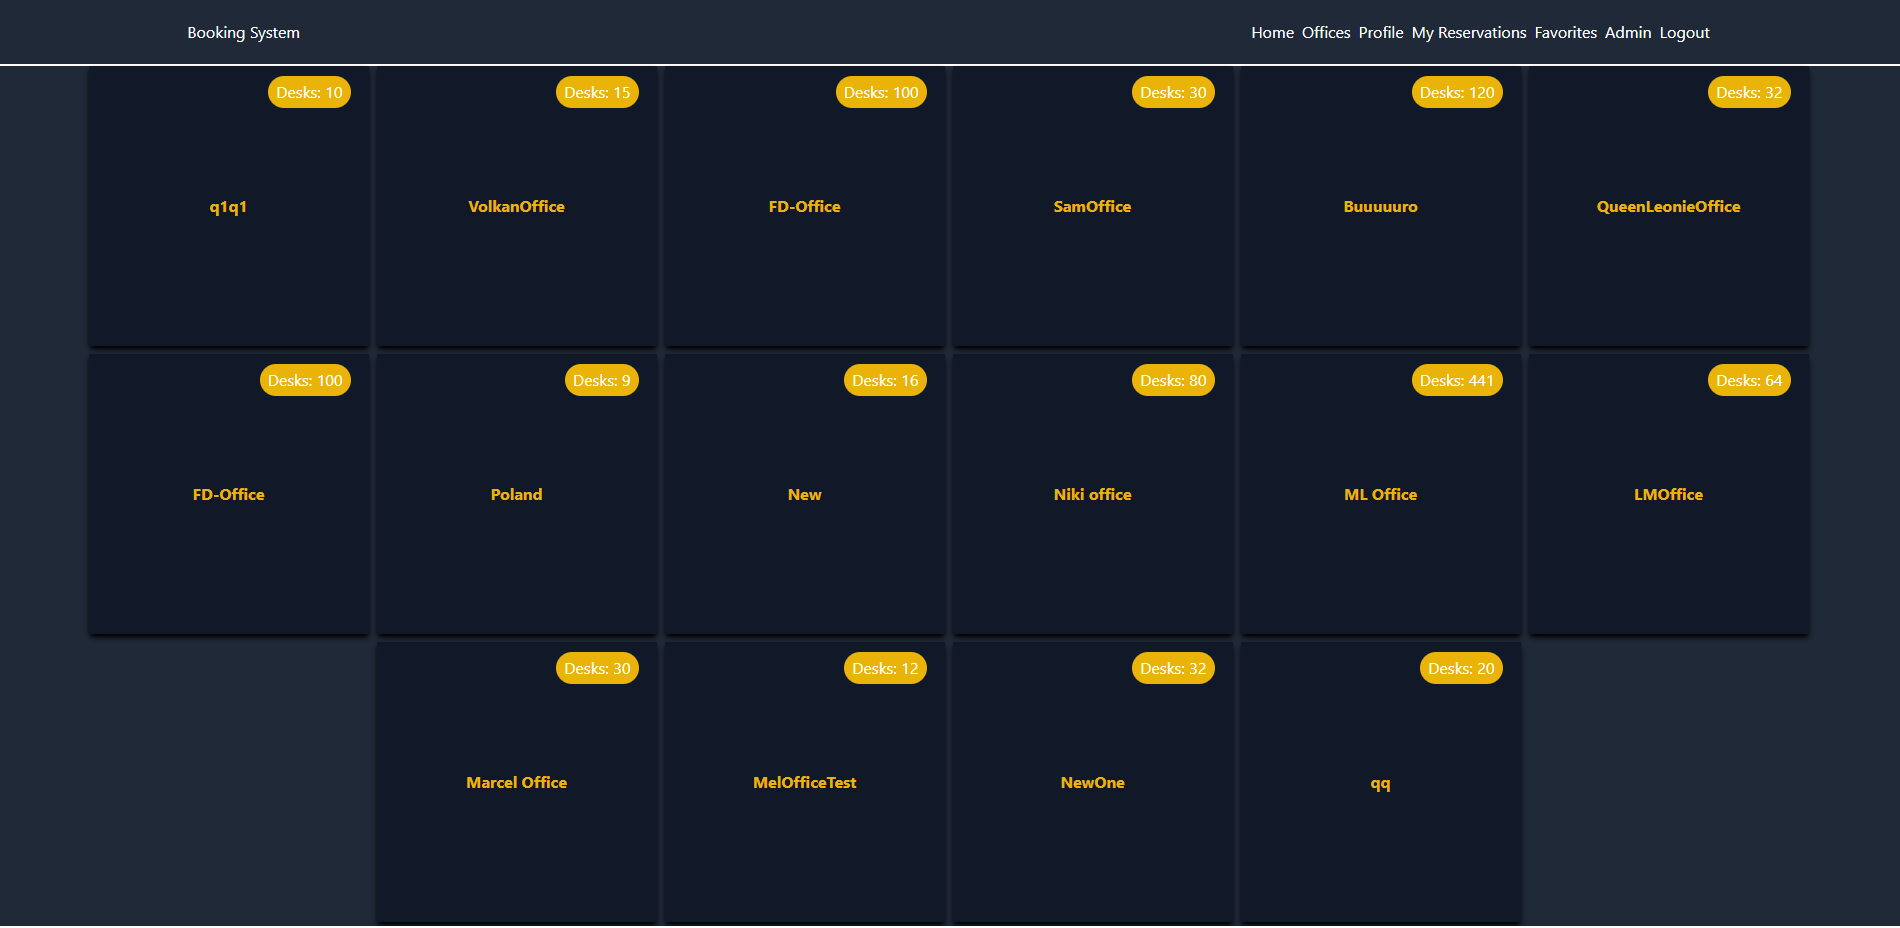 Booking System
Home Offices Profile My Reservations Favorites Admin Logout
Desks: 10
q1q1
Desks: 15
VolkanOffice
Desks: 100
FD-Office
Desks: 30
SamOffice
Desks: 120
Buuuuuro
Desks: 32
QueenLeonieOffice
Desks: 100
FD-Office
Desks: 9
Poland
Desks: 16
New
Desks: 80
Niki office
Desks: 441
ML Office
Desks: 64
LMOffice
Desks: 30
Marcel Office
Desks: 12
MelOfficeTest
Desks: 32
NewOne
Desks: 20
qq